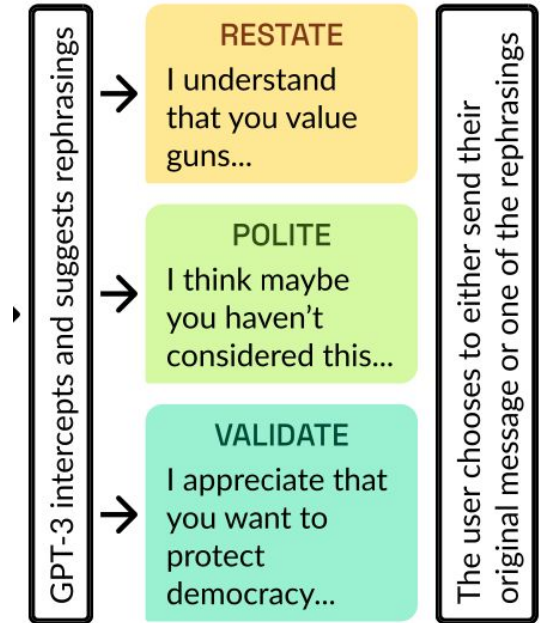 GPT-3 intercepts and suggests rephrasings
RESTATE
I understand
that you value
guns...
POLITE
I think maybe
you haven’t
considered this...
VALIDATE
I appreciate that
you want to
protect
democracy...
The user chooses to either send their
original message or one of the rephrasings